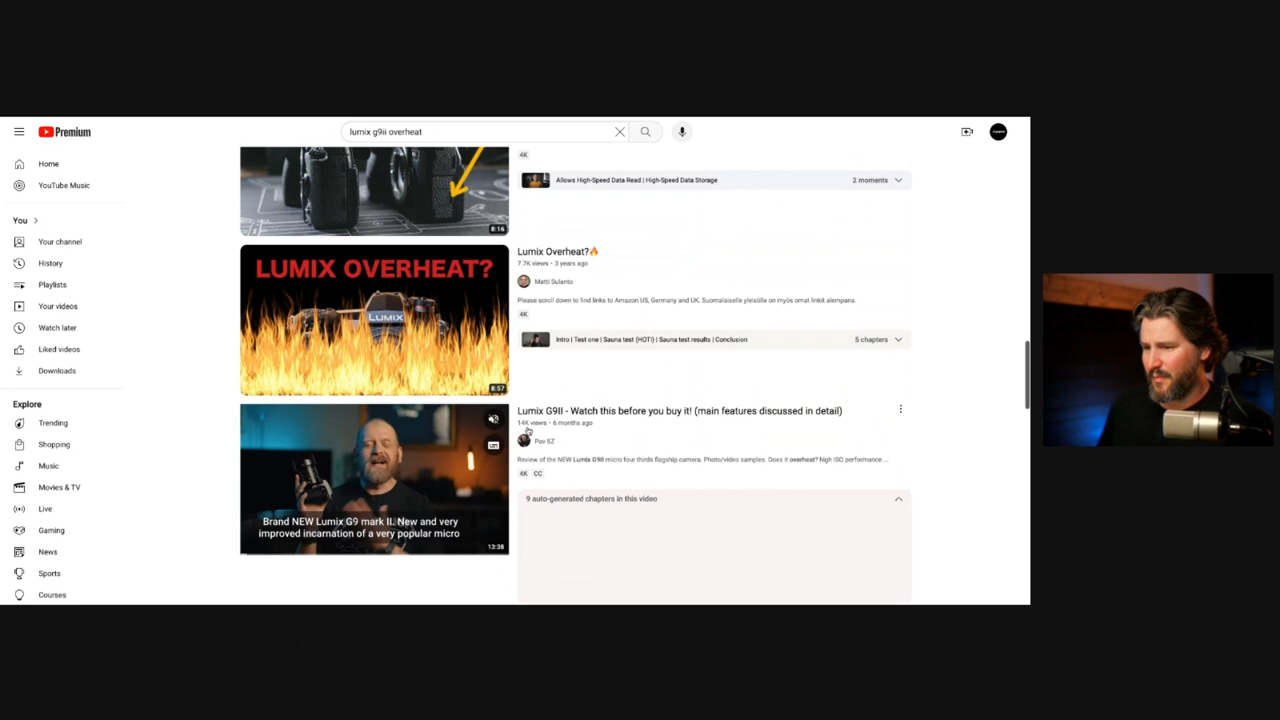 Premium
lumix g9ii overheat
Home
YouTube Music
You
Your channel
History
Playlists
Your videos
Watch later
Liked videos
Downloads
Explore
Trending
Shopping
Music
Movies & TV
Live
Gaming
News
Sports
Courses
8:16
4K
Allows High-Speed Data Read | High-Speed Data Storage
2 moments
LUMIX OVERHEAT?
LUMIX
8:57
Lumix Overheat?🔥
7.7K views • 3 years ago
Matti Sulanto
Please scroll down to find links to Amazon US, Germany and UK. Suomalaiselle yleisölle on myös omat linkit alempana.
4K
Intro | Test one | Sauna test (HOT!) | Sauna test results | Conclusion
5 chapters
Brand NEW Lumix G9 mark II. New and very
improved incarnation of a very popular micro
13:38
Lumix G9II - Watch this before you buy it! (main features discussed in detail)
14K views • 6 months ago
Pav SZ
Review of the NEW Lumix G9II micro four thirds flagship camera. Photo/video samples. Does it overheat? high ISO performance ...
4K CC
9 auto-generated chapters in this video